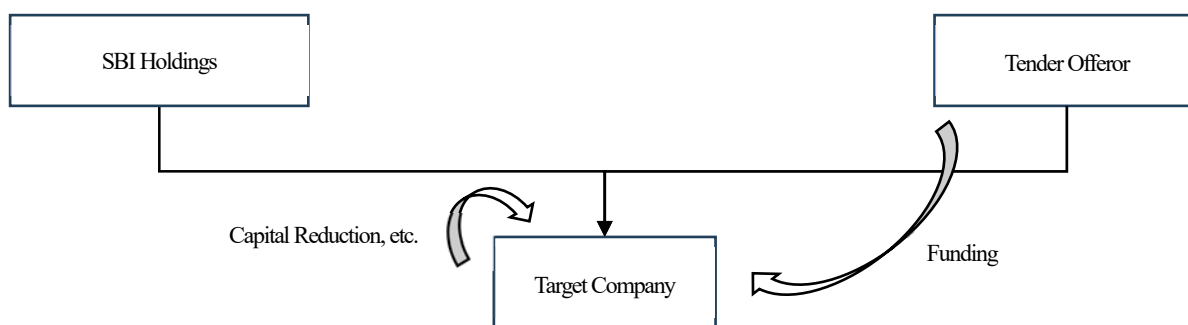 SBI Holdings
Tender Offeror
Capital Reduction, etc.
Funding
Target Company